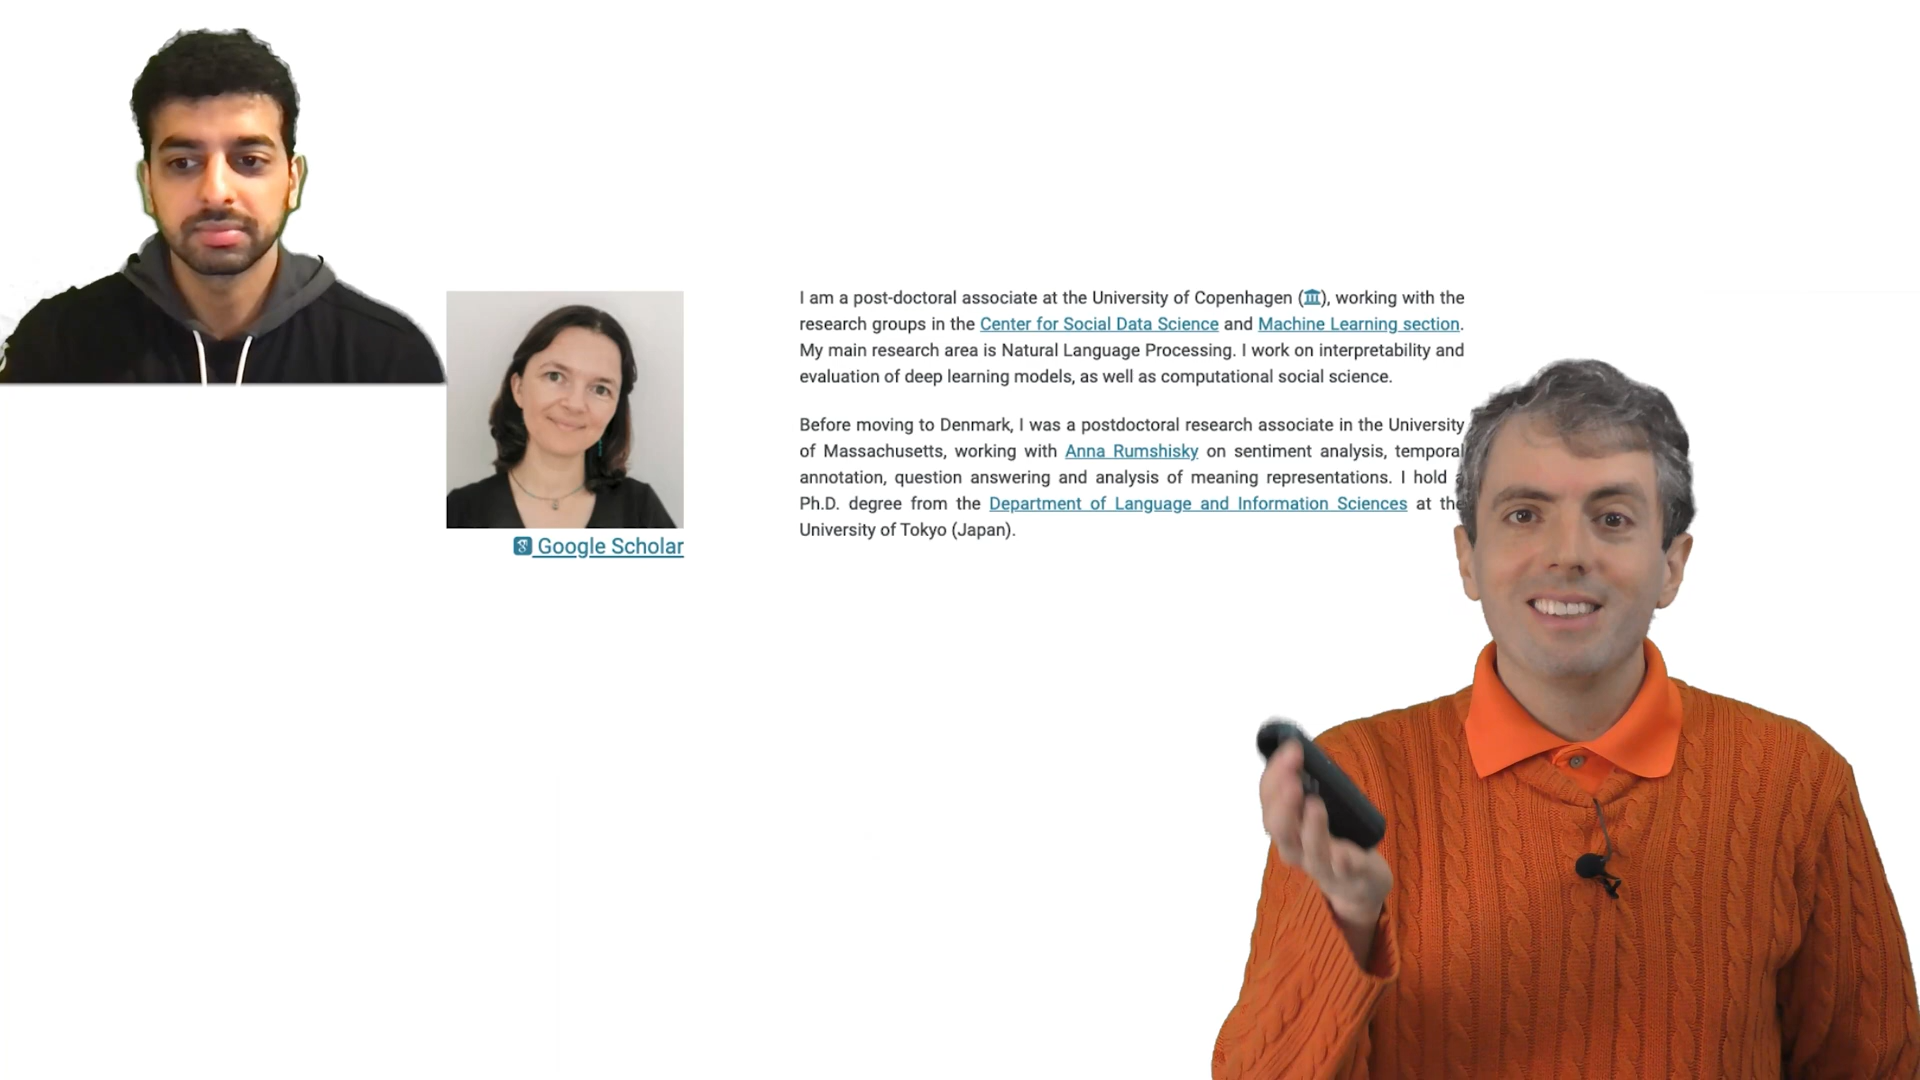 I am a post-doctoral associate at the University of Copenhagen (), working with the
research groups in the Center for Social Data Science and Machine Learning section.
My main research area is Natural Language Processing. I work on interpretability and
evaluation of deep learning models, as well as computational social science.
Before moving to Denmark, I was a postdoctoral research associate in the University
of Massachusetts, working with Anna Rumshisky on sentiment analysis, temporal
annotation, question answering and analysis of meaning representations. I hold a
Ph.D. degree from the Department of Language and Information Sciences at the
University of Tokyo (Japan).
Google Scholar